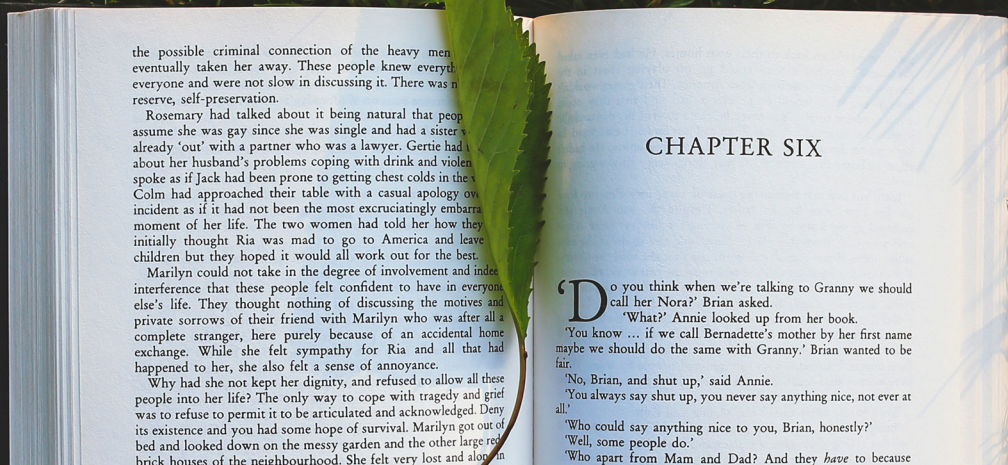 the possible criminal connection of the heavy men
eventually taken her away. These people knew
everyone and were not slow in discussing it. There was
reserve, self-preservation.
Rosemary had talked about it being natural that
assume she was gay since she was single and had a sister
already ‘out’ with a partner who was a lawyer. Gertie had
about her husband’s problems coping with drink and
spoke as if Jack had been prone to getting chest colds in the
Colm had approached their table with a casual apology
incident as if it had not been the most excruciatingly
moment of her life. The two women had told her how they
initially thought Ria was mad to go to America and leave
children but they hoped it would all work out for the best.
Marilyn could not take in the degree of involvement and indeed
interference that these people felt confident to have in everyone
else’s life. They thought nothing of discussing the motives and
private sorrows of their friend with Marilyn who was after all a
complete stranger, here purely because of an accidental home
exchange. While she felt sympathy for Ria and all that had
happened to her, she also felt a sense of annoyance.
Why had she not kept her dignity, and refused to allow all these
people into her life? The only way to cope with tragedy and grief
was to refuse to permit it to be articulated and acknowledged. Deny
its existence and you had some hope of survival. Marilyn got out of
bed and looked down on the messy garden and the other large red-
brick houses of the neighbourhood. She felt very lost and alone in
CHAPTER SIX
‘Do you think when we’re talking to Granny we should
call her Nora?’ Brian asked.
‘What?’ Annie looked up from her book.
‘You know ... if we call Bernadette’s mother by her first name
maybe we should do the same with Granny.’ Brian wanted to be
fair.
‘No, Brian, and shut up,’ said Annie.
‘You always say shut up, you never say anything nice, not ever at
all.’
‘Who could say anything nice to you, Brian, honestly?’
‘Well, some people do.’
‘Who apart from Mam and Dad? And they have to because